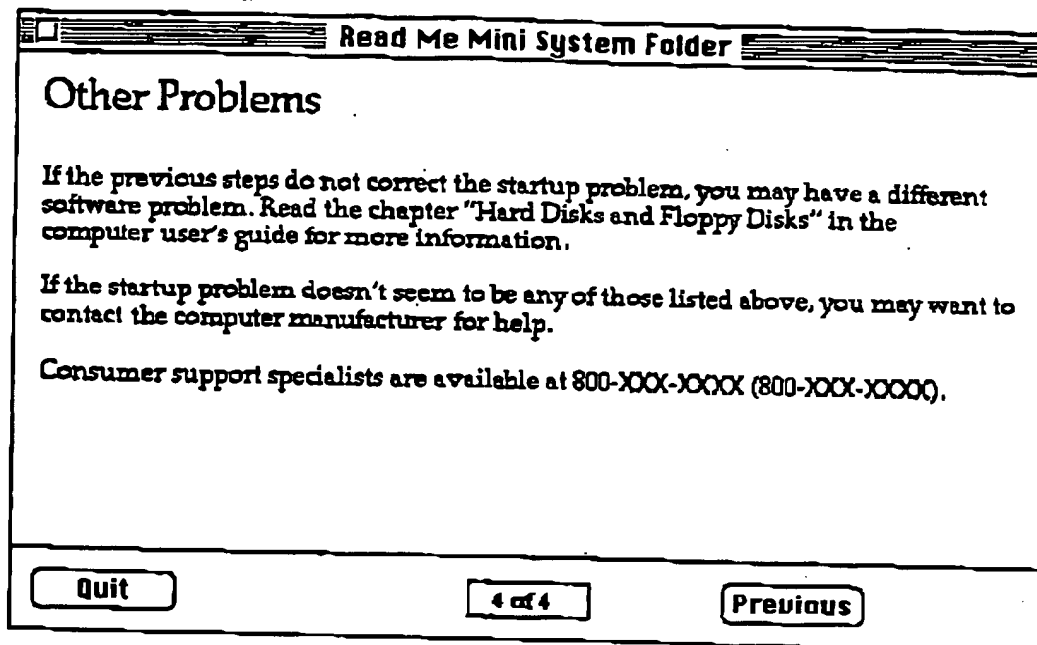 Read Me Mini System Folder
Other Problems
If the previous steps do not correct the startup problem, you may have a different
software problem. Read the chapter "Hard Disks and Floppy Disks" in the
computer user's guide for more information.
If the startup problem doesn't seem to be any of those listed above, you may want to
contact the computer manufacturer for help.
Consumer support specialists are available at 800-XXX-XXXX (800-XXX-XXXX).
Quit
4 of 4
Previous